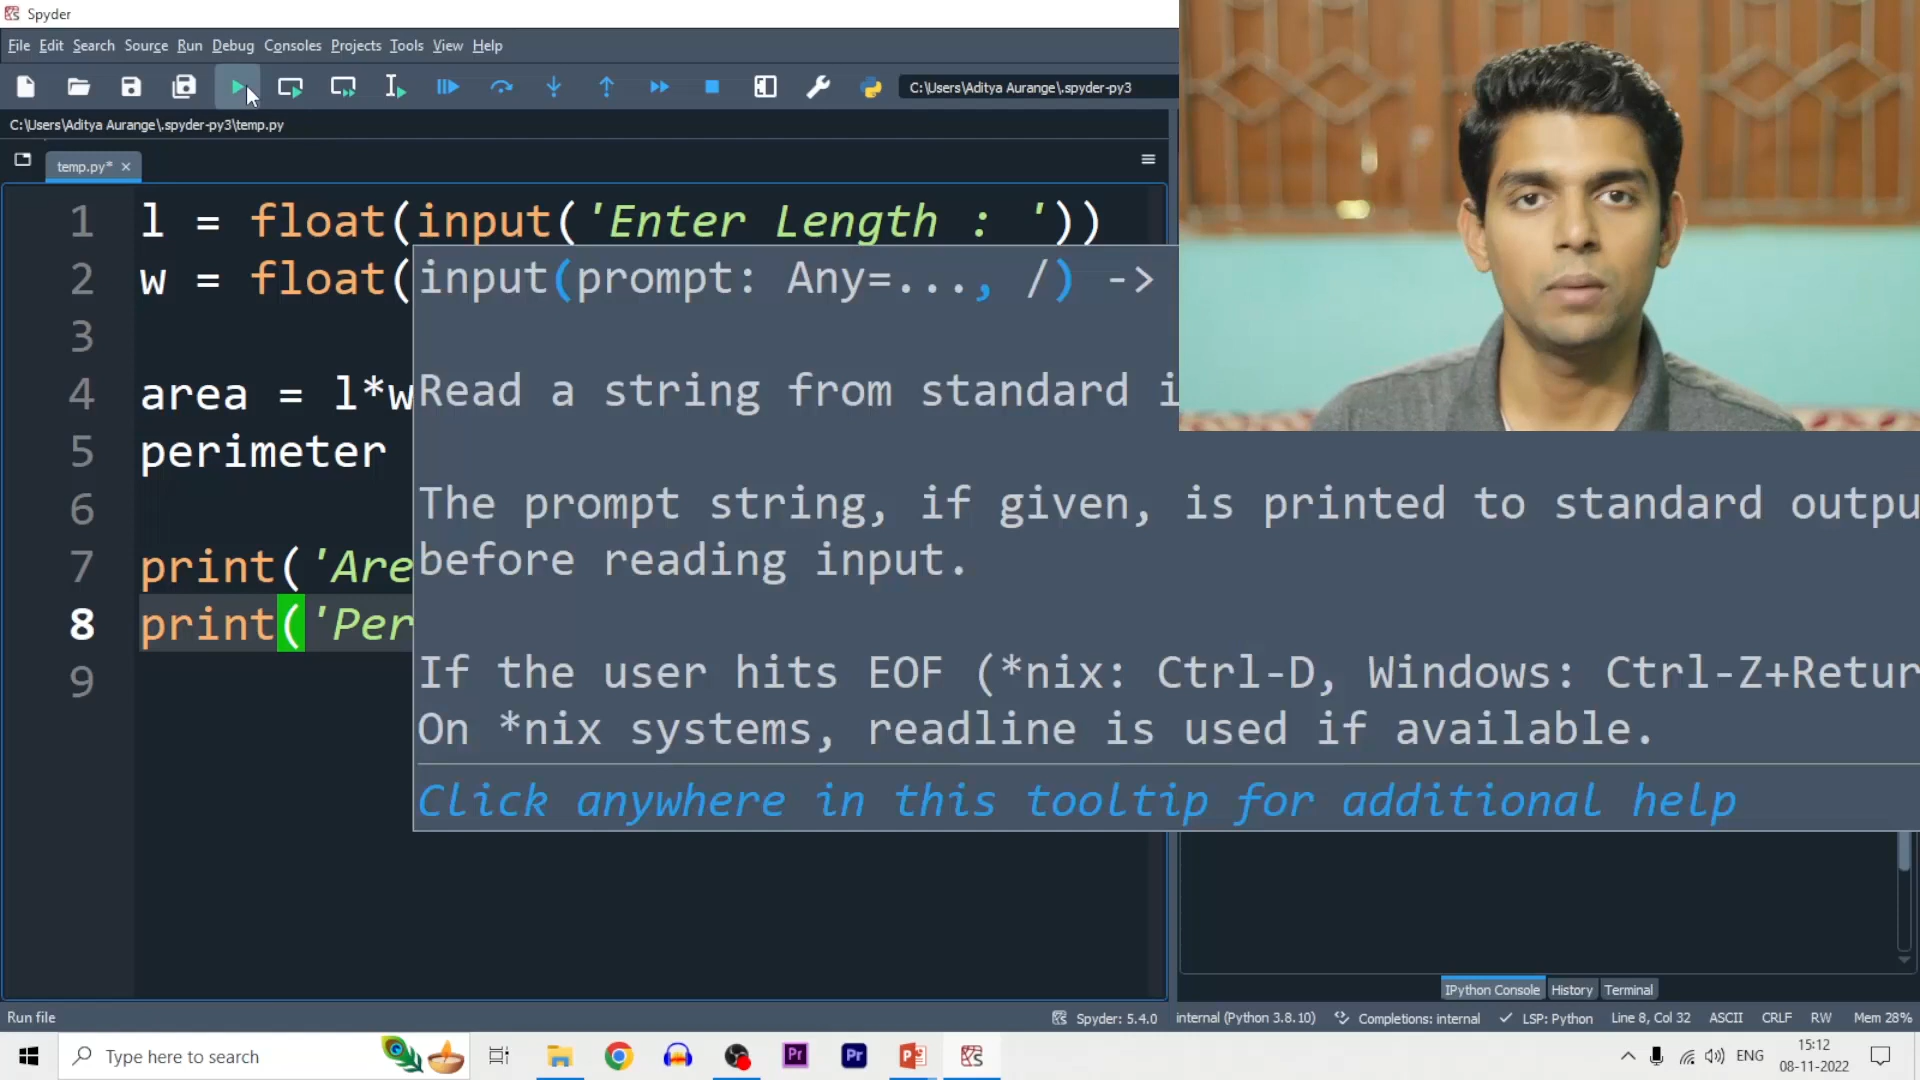 Spyder
File Edit Search Source Run Debug Consoles Projects Tools View Help
C:\Users\Aditya Aurange\.spyder-py3
C:\Users\Aditya Aurange\.spyder-py3\temp.py
temp.py*
1 l = float(input('Enter Length : '))
2 w = float(
3
4 area = l*w
5 perimeter
6
7 print('Are
8 print('Per
9
input(prompt: Any=..., /) ->
Read a string from standard i
The prompt string, if given, is printed to standard outpu
before reading input.
If the user hits EOF (*nix: Ctrl-D, Windows: Ctrl-Z+Retur
On *nix systems, readline is used if available.
Click anywhere in this tooltip for additional help
IPython Console History Terminal
Run file
Spyder: 5.4.0 internal (Python 3.8.10) Completions: internal LSP: Python Line 8, Col 32 ASCII CRLF RW Mem 28%
Type here to search
Pr Pr
ENG
15:12
08-11-2022